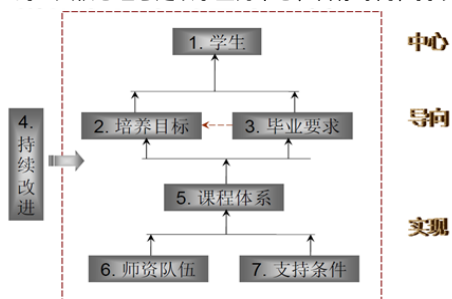 1. 学生
中心
2. 培养目标
3. 毕业要求
导向
4.
持
续
改
进
5. 课程体系
实现
6. 师资队伍
7. 支持条件